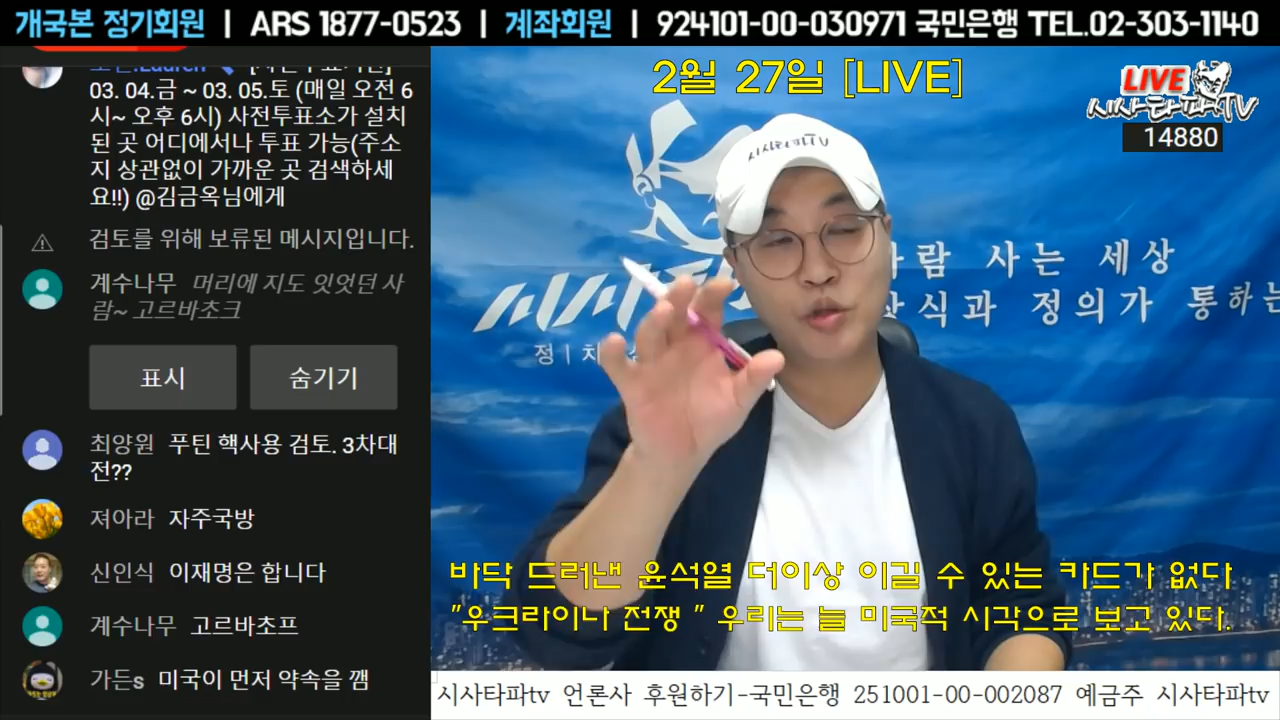 개국본 정기회원 | ARS 1877-0523 | 계좌회원 | 924101-00-030971 국민은행 TEL.02-303-1140
03. 04.금 ~ 03. 05.토 (매일 오전 6
시~ 오후 6시) 사전투표소가 설치
된 곳 어디에서나 투표 가능(주소
지 상관없이 가까운 곳 검색하세
요!!) @김금옥님에게
검토를 위해 보류된 메시지입니다.
계수나무 머리에 지도 잇엇던 사
람~ 고르바초크
표시 숨기기
최양원 푸틴 핵사용 검토. 3차대
전??
져아라 자주국방
신인식 이재명은 합니다
계수나무 고르바초프
가든s 미국이 먼저 약속을 깸
2월 27일 [LIVE]
LIVE
시사타파TV
14880
시사타파TV
람 사는 세상
식과 정의가 통하는
정|치
바닥 드러낸 윤석열 더이상 이길 수 있는 카드가 없다
"우크라이나 전쟁 " 우리는 늘 미국적 시각으로 보고 있다.
시사타파tv 언론사 후원하기-국민은행 251001-00-002087 예금주 시사타파tv